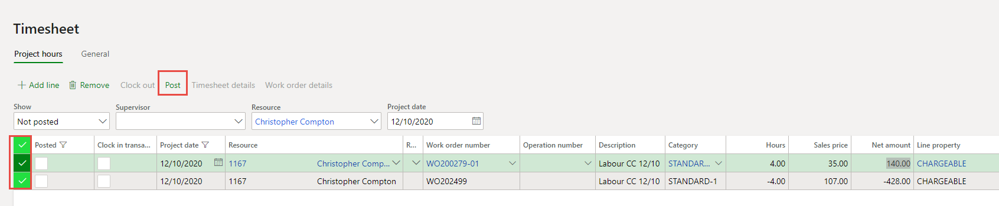 Timesheet
Project hours General
Add line Remove Clock out Post Timesheet details Work order details
Show Supervisor Resource Project date
Not posted Christopher Compton 12/10/2020
Posted Clock in transa... Project date Resource R... Work order number Operation number Description Category Hours Sales price Net amount Line property
12/10/2020 1167 Christopher Comp... WO200279-01 Labour CC 12/10 STANDAR... 4.00 35.00 140.00 CHARGEABLE
12/10/2020 1167 Christopher Compton WO202499 Labour CC 12/10 STANDARD-1 -4.00 107.00 -428.00 CHARGEABLE